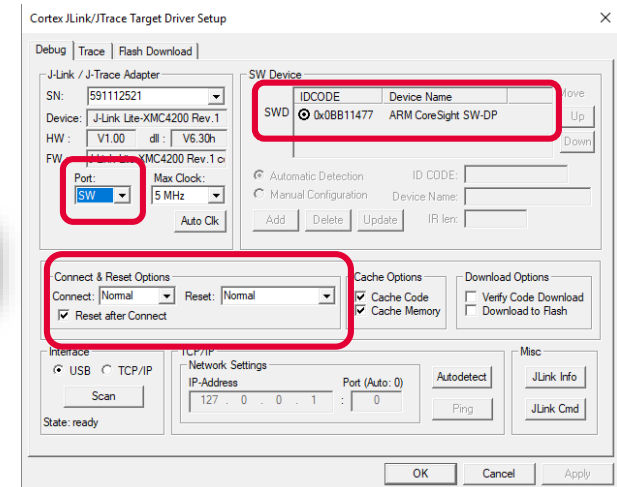 Cortex JLink/JTrace Target Driver Setup
Debug Trace Flash Download
J-Link / J-Trace Adapter
SN: 591112521
Device: J-Link Lite-XMC4200 Rev.1
HW : V1.00 dll : V6.30h
FW : J-Link Lite-XMC4200 Rev.1 co
Port: Max Clock:
SW 5 MHz
Auto Clk
SW Device
IDCODE Device Name Move
SWD 0x0BB11477 ARM CoreSight SW-DP Up
Down
Automatic Detection ID CODE:
Manual Configuration Device Name:
Add Delete Update IR len:
Connect & Reset Options
Connect: Normal Reset: Normal
Reset after Connect
Cache Options
Cache Code
Cache Memory
Download Options
Verify Code Download
Download to Flash
Interface
USB TCP/IP
Scan
State: ready
TCP/IP
Network Settings
IP-Address Port (Auto: 0)
127 . 0 . 0 . 1 : 0
Autodetect
Ping
Misc
JLink Info
JLink Cmd
OK Cancel Apply